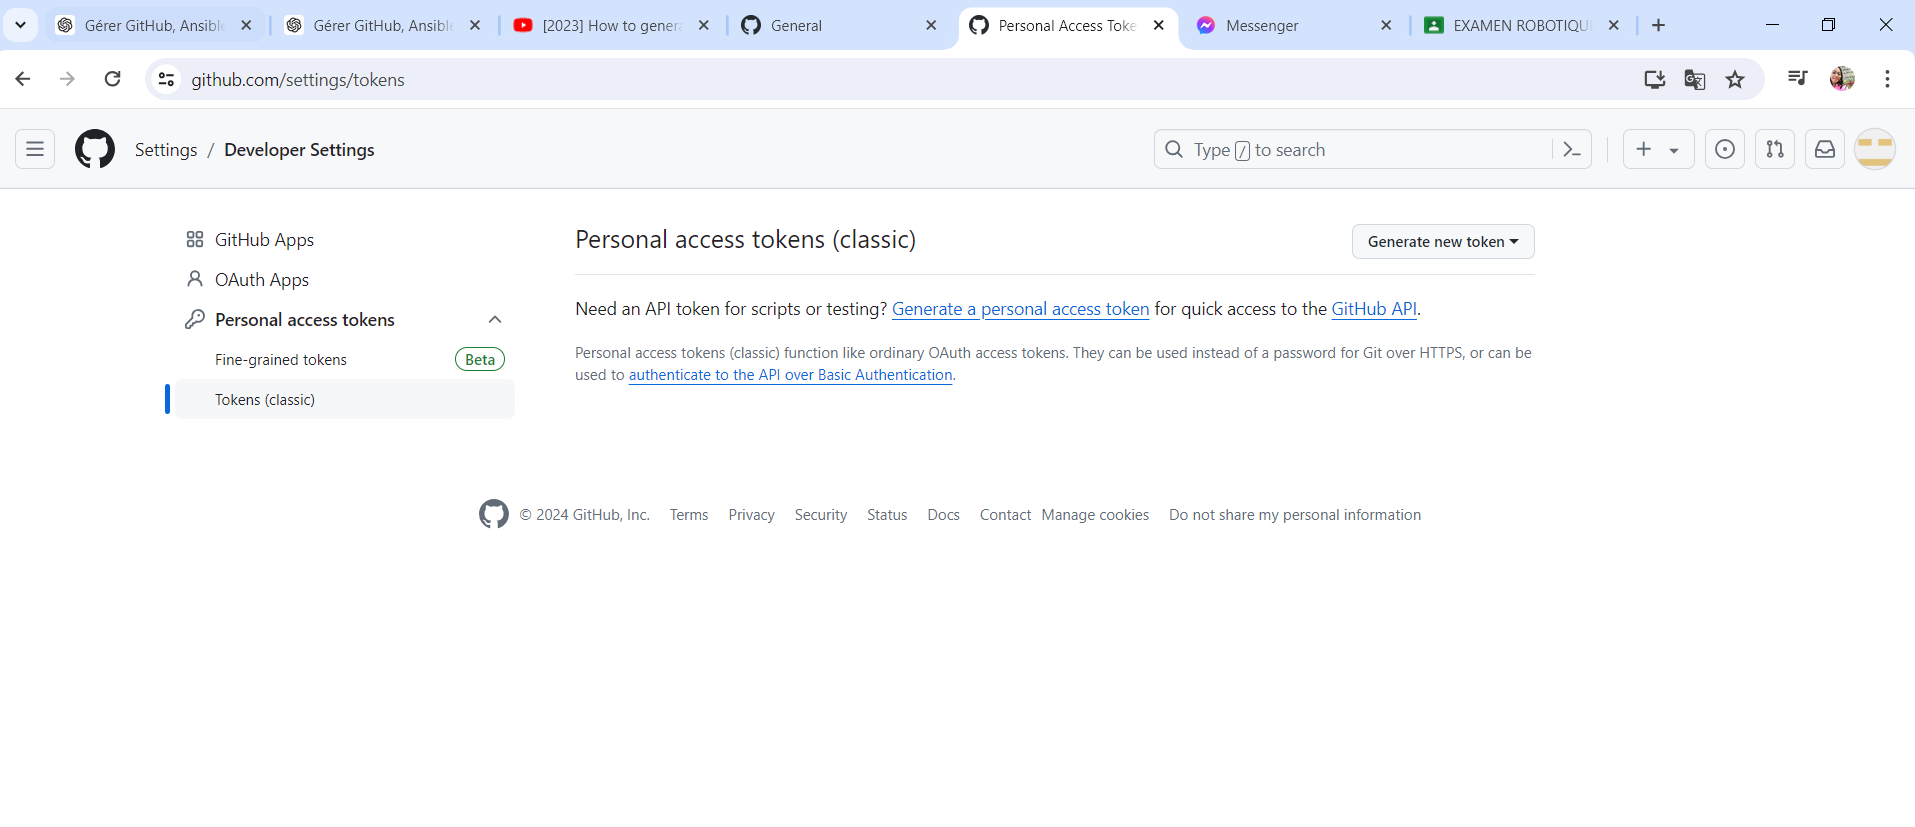 Gérer GitHub, Ansible
Gérer GitHub, Ansible
[2023] How to genera
General
Personal Access Toke
Messenger
EXAMEN ROBOTIQU
github.com/settings/tokens
Settings / Developer Settings
Type / to search
GitHub Apps
OAuth Apps
Personal access tokens
Fine-grained tokens
Beta
Tokens (classic)
Personal access tokens (classic)
Generate new token
Need an API token for scripts or testing? Generate a personal access token for quick access to the GitHub API.
Personal access tokens (classic) function like ordinary OAuth access tokens. They can be used instead of a password for Git over HTTPS, or can be
used to authenticate to the API over Basic Authentication.
© 2024 GitHub, Inc.
Terms
Privacy
Security
Status
Docs
Contact
Manage cookies
Do not share my personal information